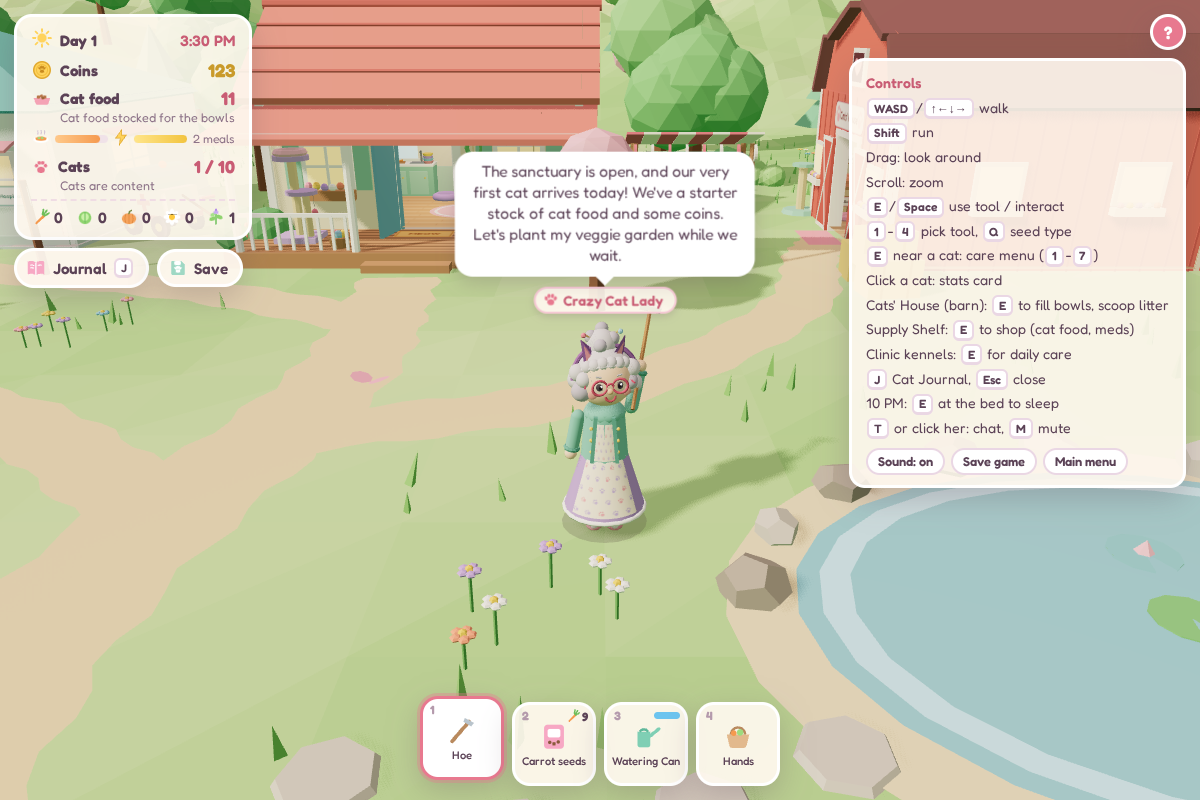 Day 1 3:30 PM
Coins 123
Cat food 11
Cat food stocked for the bowls
2 meals
Cats 1 / 10
Cats are content
0 0 0 0 1
Journal J Save
The sanctuary is open, and our very
first cat arrives today! We've a starter
stock of cat food and some coins.
Let's plant my veggie garden while we
wait.
Crazy Cat Lady
?
Controls
WASD / ↑←↓→ walk
Shift run
Drag: look around
Scroll: zoom
E / Space use tool / interact
1 - 4 pick tool, Q seed type
E near a cat: care menu ( 1 - 7 )
Click a cat: stats card
Cats' House (barn): E to fill bowls, scoop litter
Supply Shelf: E to shop (cat food, meds)
Clinic kennels: E for daily care
J Cat Journal, Esc close
10 PM: E at the bed to sleep
T or click her: chat, M mute
Sound: on Save game Main menu
1 Hoe
2 9 Carrot seeds
3 Watering Can
4 Hands